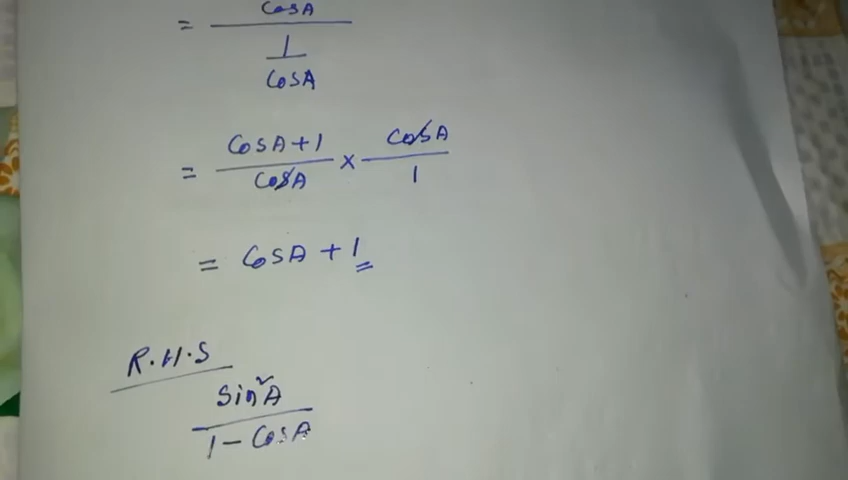 = CosA / (1 / CosA)
= (CosA+1) / CosA × CosA / 1
= CosA + 1
R.H.S
Sin²A / (1 - CosA)